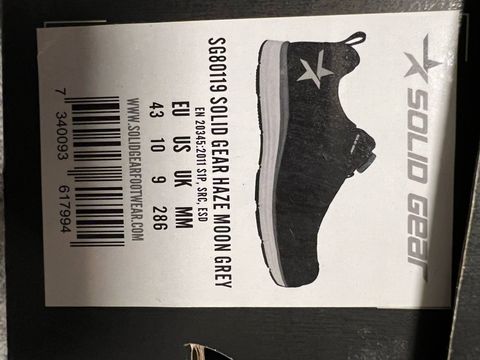 SOLID GEAR
SG80119 SOLID GEAR HAZE MOON GREY
EN 20345:2011 S1P, SRC, ESD
EU US UK MM
43 10 9 286
WWW.SOLIDGEARFOOTWEAR.COM
7 340093 617994